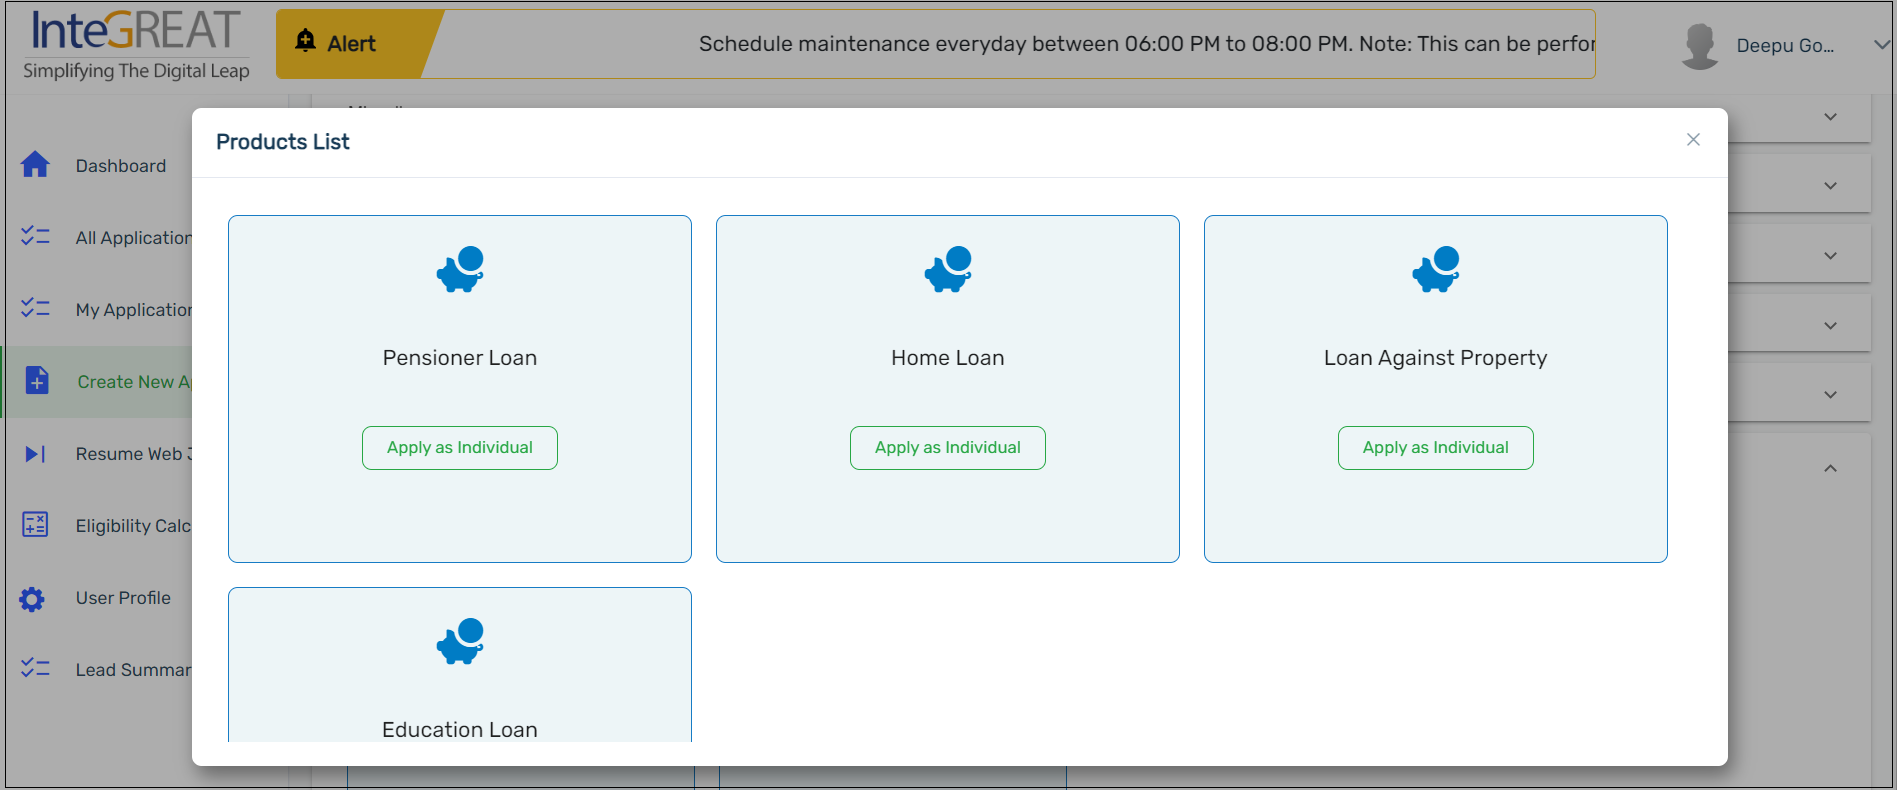 InteGREAT
Simplifying The Digital Leap
Alert
Schedule maintenance everyday between 06:00 PM to 08:00 PM. Note: This can be perfor
Deepu Go...
Dashboard
All Application
My Application
Create New A
Resume Web J
Eligibility Calc
User Profile
Lead Summar
Products List
Pensioner Loan
Home Loan
Loan Against Property
Apply as Individual
Apply as Individual
Apply as Individual
Education Loan